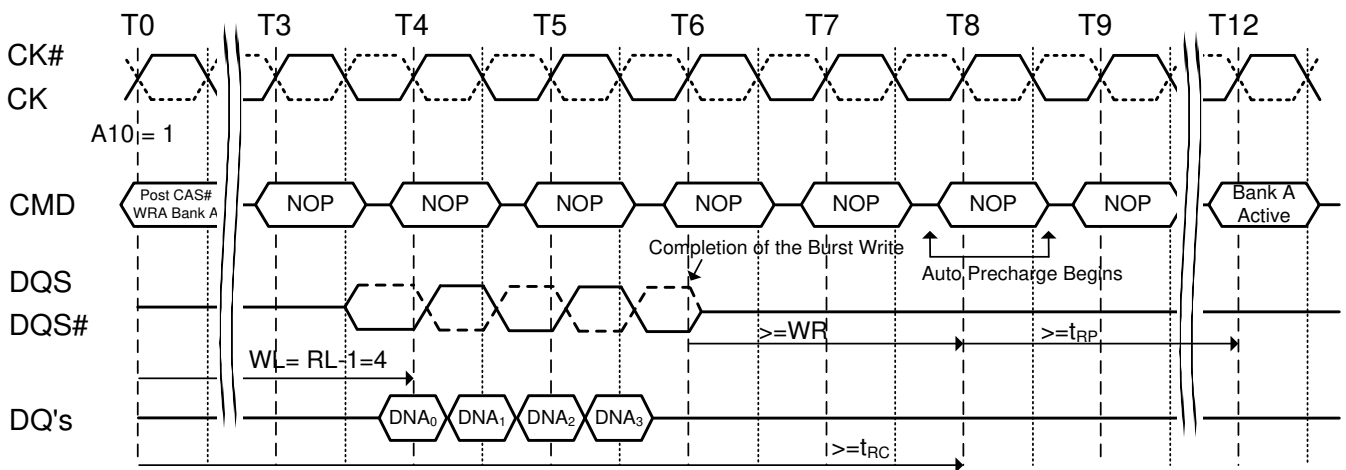 T0 T3 T4 T5 T6 T7 T8 T9 T12
CK#
CK
A10 = 1
CMD
Post CAS#
WRA Bank A
NOP NOP NOP NOP NOP NOP NOP
Bank A
Active
Completion of the Burst Write
Auto Precharge Begins
DQS
DQS#
>=WR >=tRP
WL= RL-1=4
DQ's
DNA0 DNA1 DNA2 DNA3
>=tRC